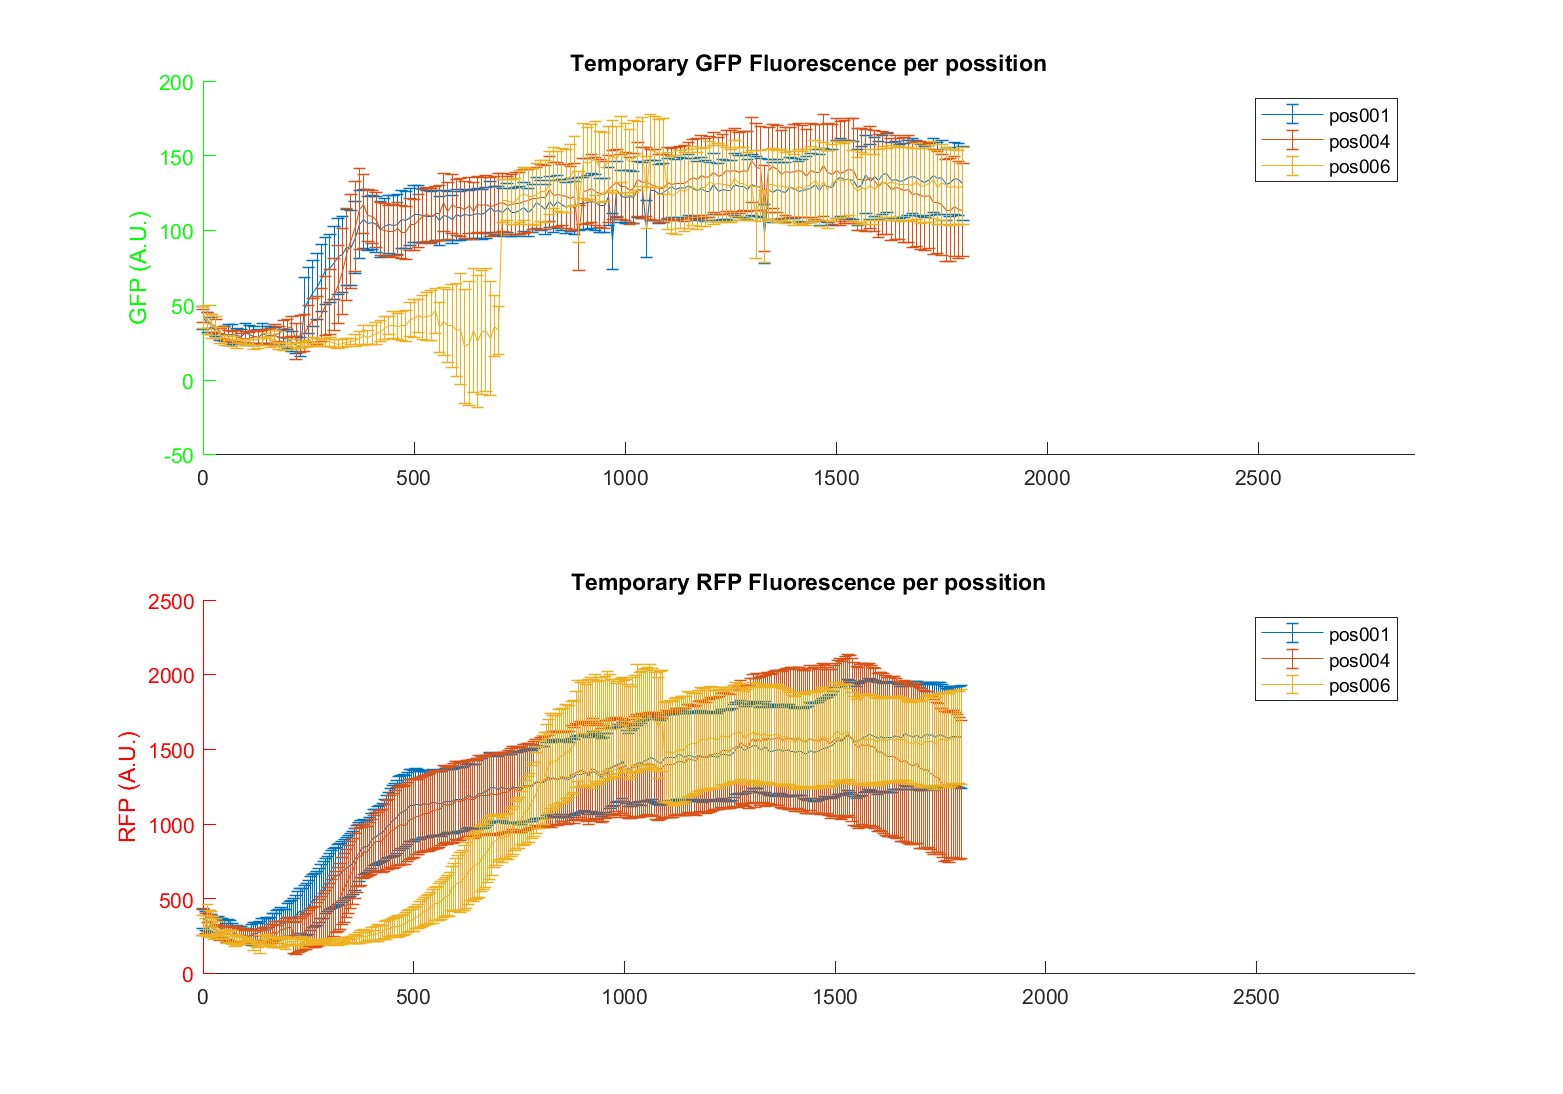 Temporary GFP Fluorescence per possition
200
150
100
50
0
-50
GFP (A.U.)
0 500 1000 1500 2000 2500
pos001
pos004
pos006
Temporary RFP Fluorescence per possition
2500
2000
1500
1000
500
0
RFP (A.U.)
0 500 1000 1500 2000 2500
pos001
pos004
pos006